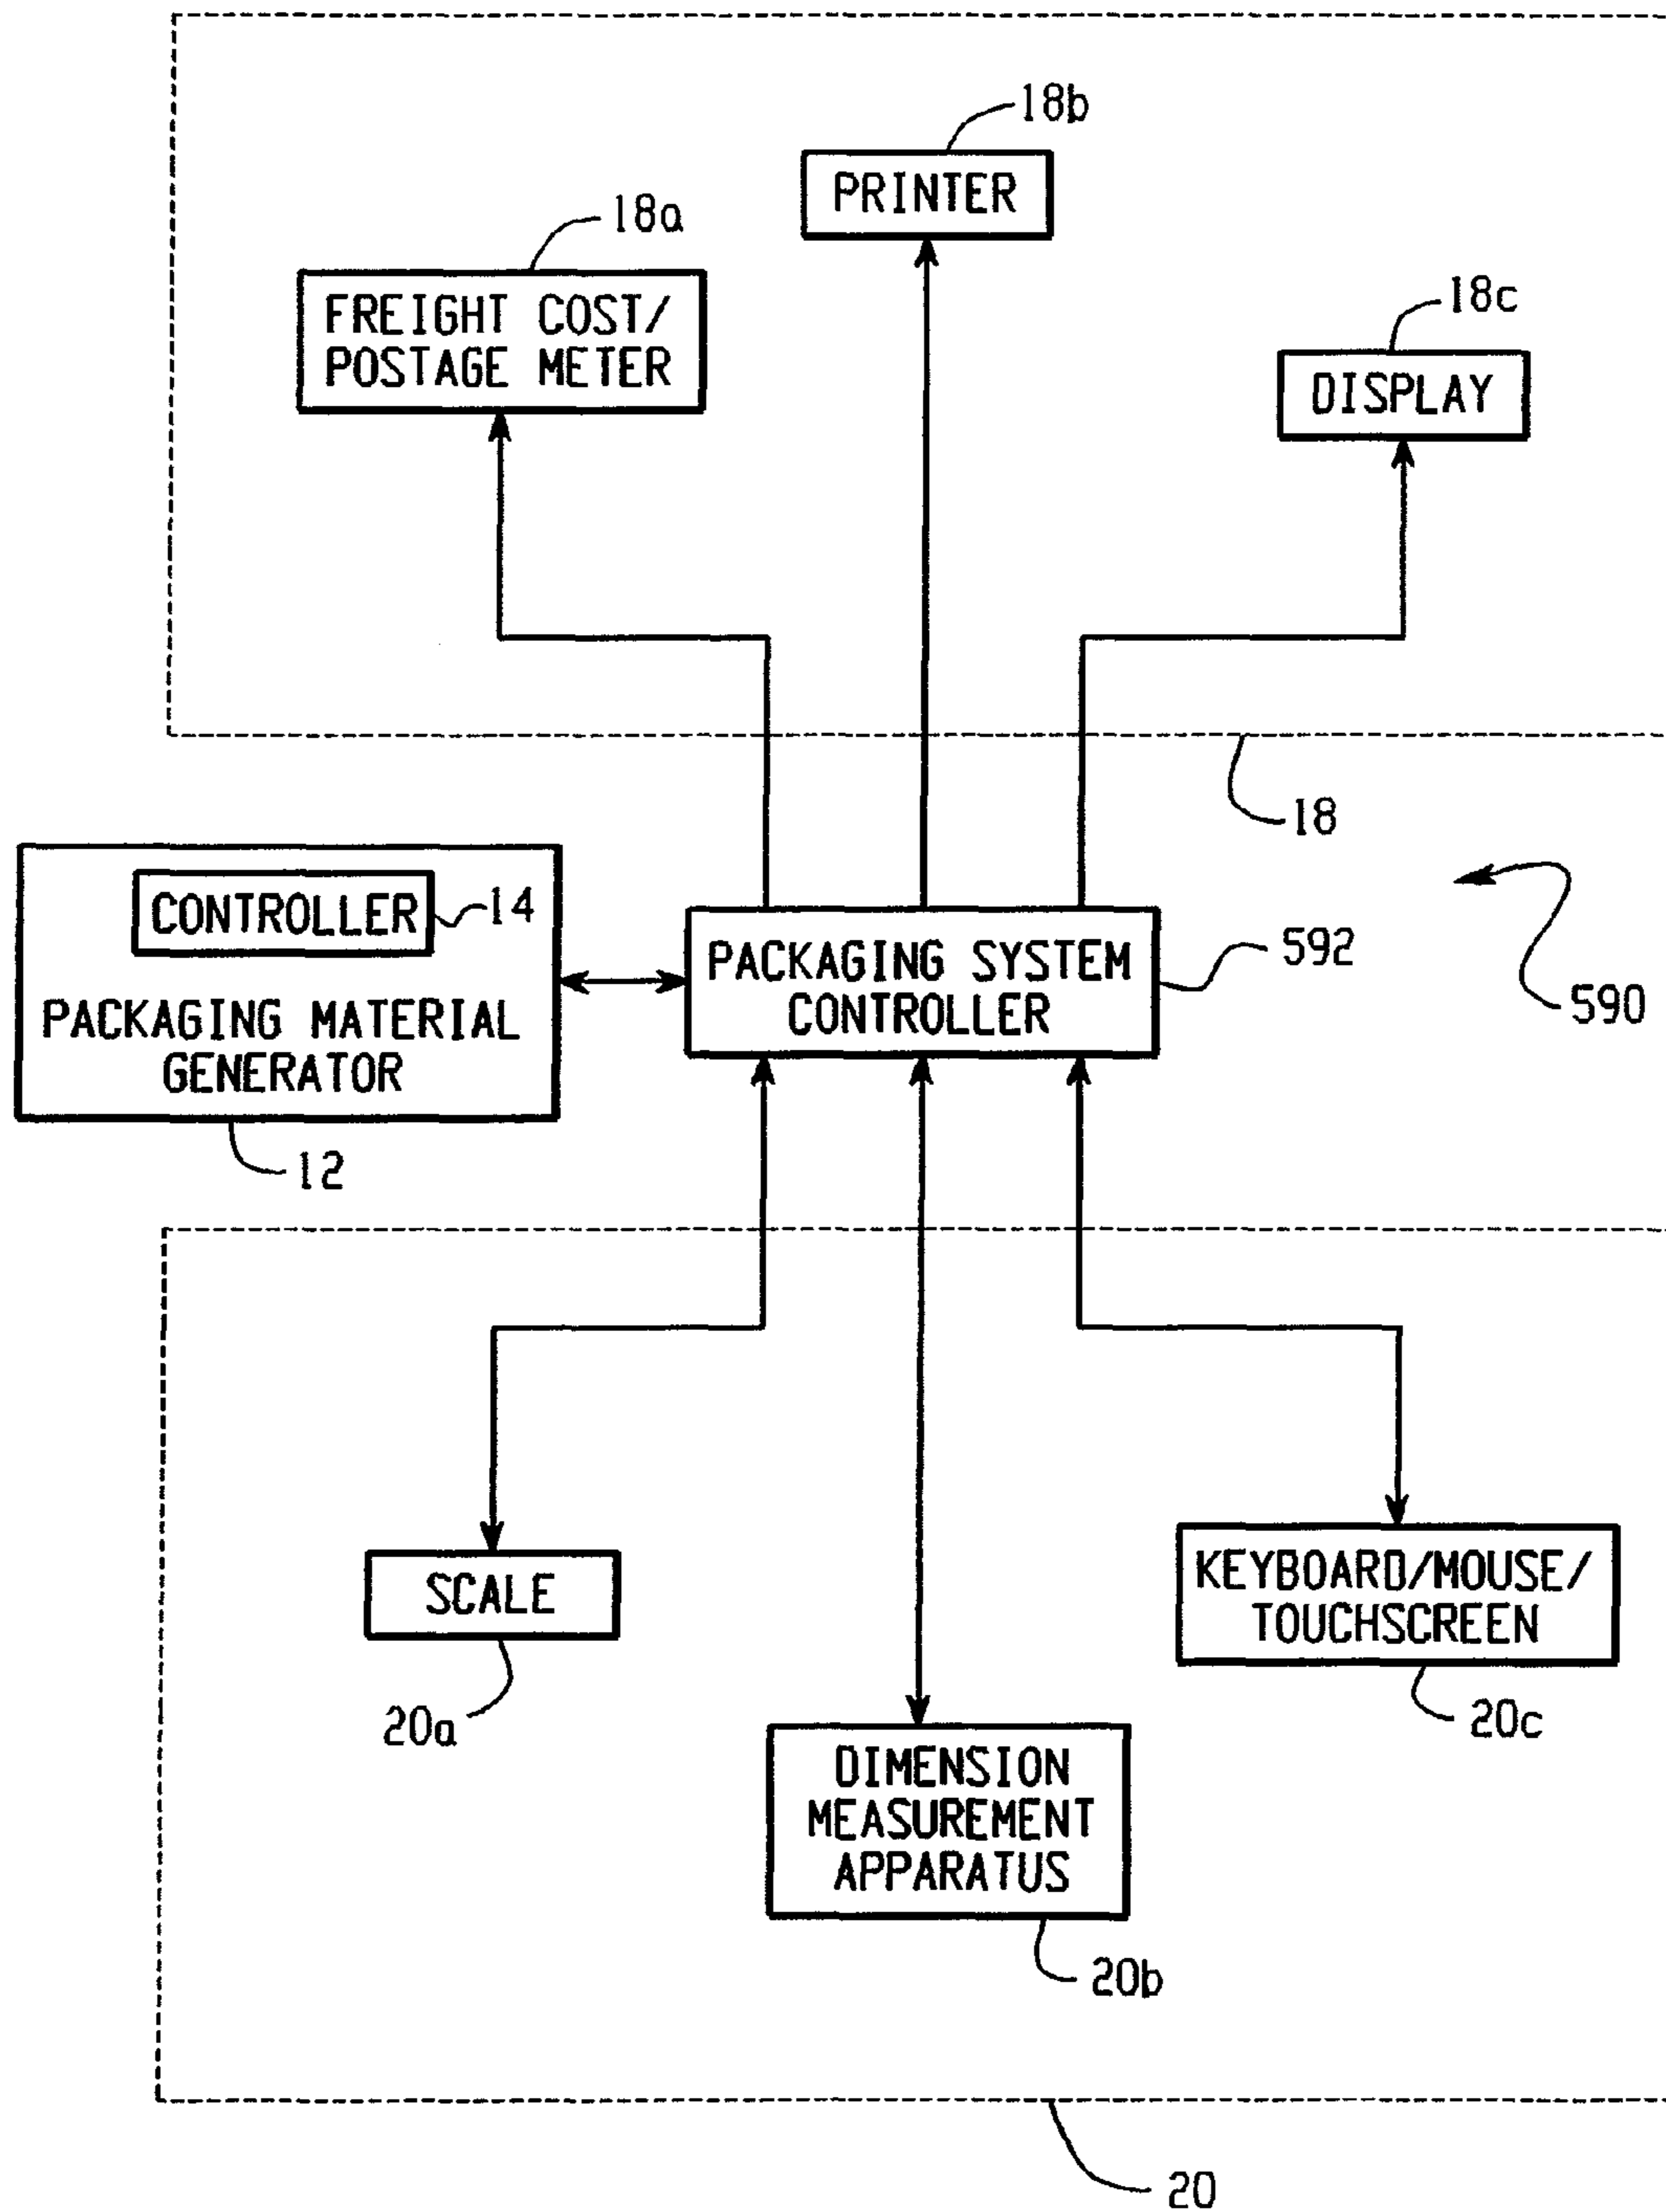 18b
PRINTER
18a
FREIGHT COST/
POSTAGE METER
18c
DISPLAY
18
CONTROLLER
14
PACKAGING MATERIAL
GENERATOR
12
PACKAGING SYSTEM
CONTROLLER
592
590
SCALE
20a
KEYBOARD/MOUSE/
TOUCHSCREEN
20c
DIMENSION
MEASUREMENT
APPARATUS
20b
20